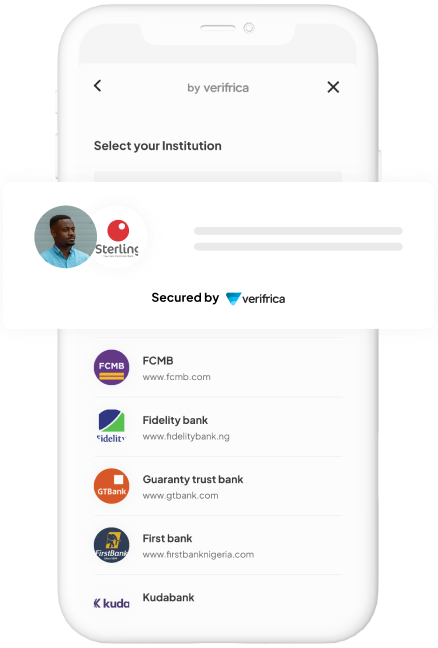 by verifrica
Select your Institution
Sterling
Secured by verifrica
FCMB
FCMB
www.fcmb.com
Fidelity bank
www.fidelitybank.ng
Fidelity
Guaranty trust bank
www.gtbank.com
GTBank
First bank
www.firstbanknigeria.com
FirstBank
Kudabank
kuda